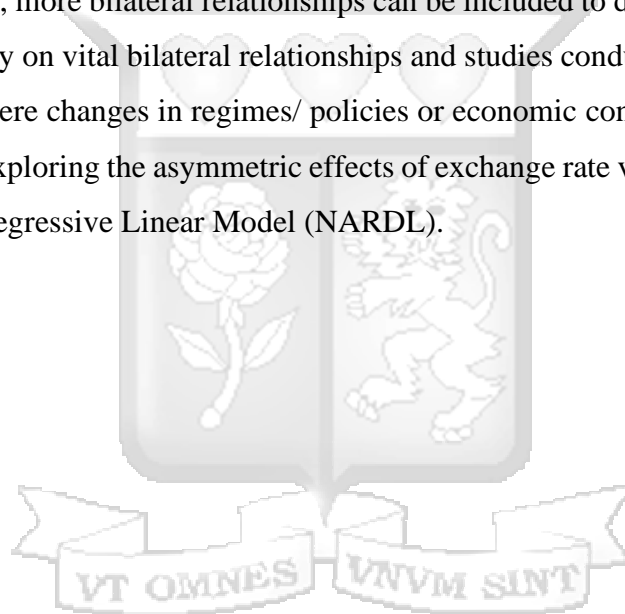 , more bilateral relationships can be included to d
y on vital bilateral relationships and studies cond
ere changes in regimes/ policies or economic con
xploring the asymmetric effects of exchange rate v
egressive Linear Model (NARDL).
VT OMNES VNVM SINT